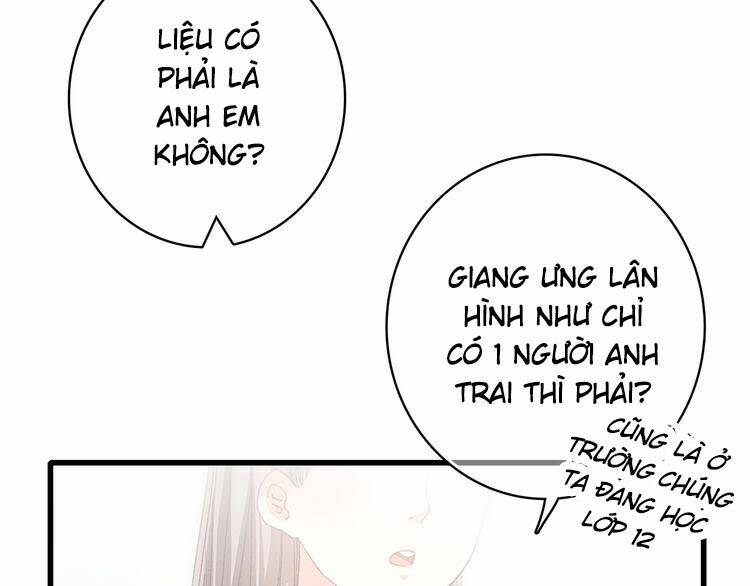 LIỆU CÓ
PHẢI LÀ
ANH EM
KHÔNG?
GIANG ƯNG LÂN
HÌNH NHƯ CHỈ
CÓ 1 NGƯỜI ANH
TRAI THÌ PHẢI?
CŨNG LÀ Ở
TRƯỜNG CHÚNG
TA ĐANG HỌC
LỚP 12